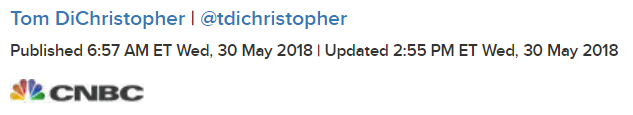 Tom DiChristopher | @tdichristopher
Published 6:57 AM ET Wed, 30 May 2018 | Updated 2:55 PM ET Wed, 30 May 2018
CNBC